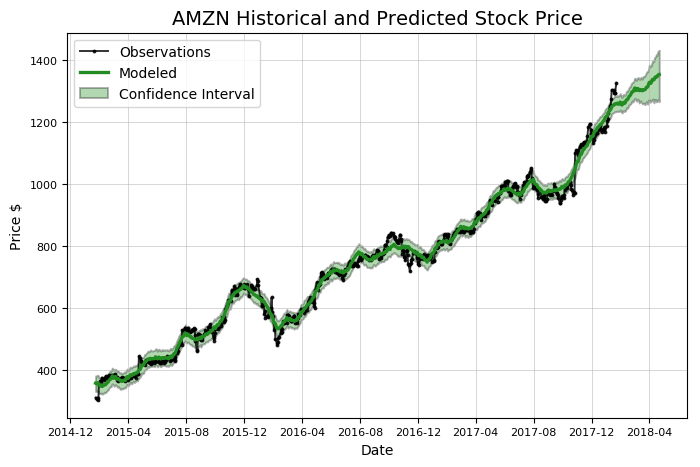 AMZN Historical and Predicted Stock Price
Observations
Modeled
Confidence Interval
Price $
1400
1200
1000
800
600
400
2014-12 2015-04 2015-08 2015-12 2016-04 2016-08 2016-12 2017-04 2017-08 2017-12 2018-04
Date